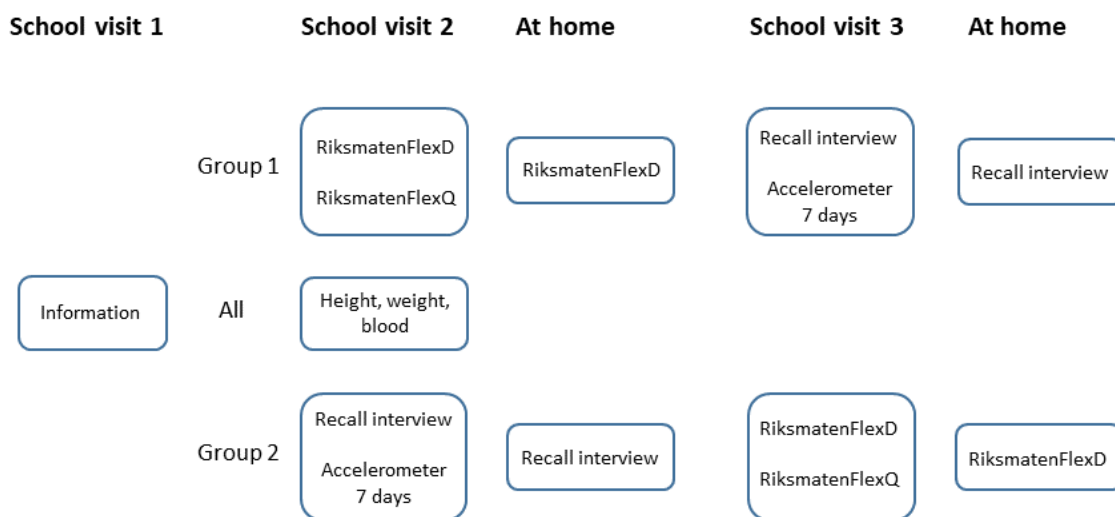 School visit 1
School visit 2
At home
School visit 3
At home
Group 1
RiksmatenFlexD
RiksmatenFlexQ
RiksmatenFlexD
Recall interview
Accelerometer
7 days
Recall interview
Information
All
Height, weight,
blood
Group 2
Recall interview
Accelerometer
7 days
Recall interview
RiksmatenFlexD
RiksmatenFlexQ
RiksmatenFlexD